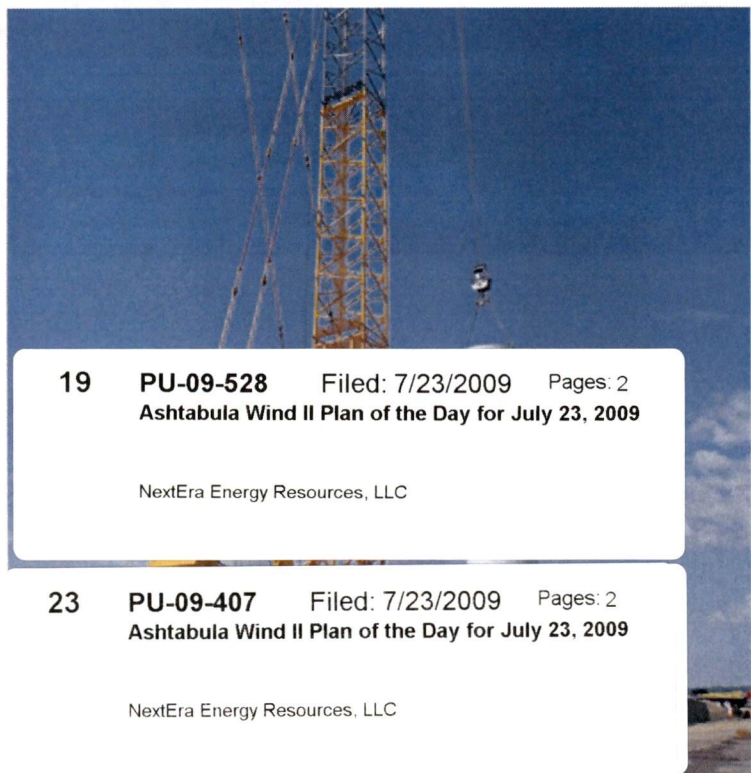 19 PU-09-528 Filed: 7/23/2009 Pages: 2
Ashtabula Wind II Plan of the Day for July 23, 2009
NextEra Energy Resources, LLC
23 PU-09-407 Filed: 7/23/2009 Pages: 2
Ashtabula Wind II Plan of the Day for July 23, 2009
NextEra Energy Resources, LLC